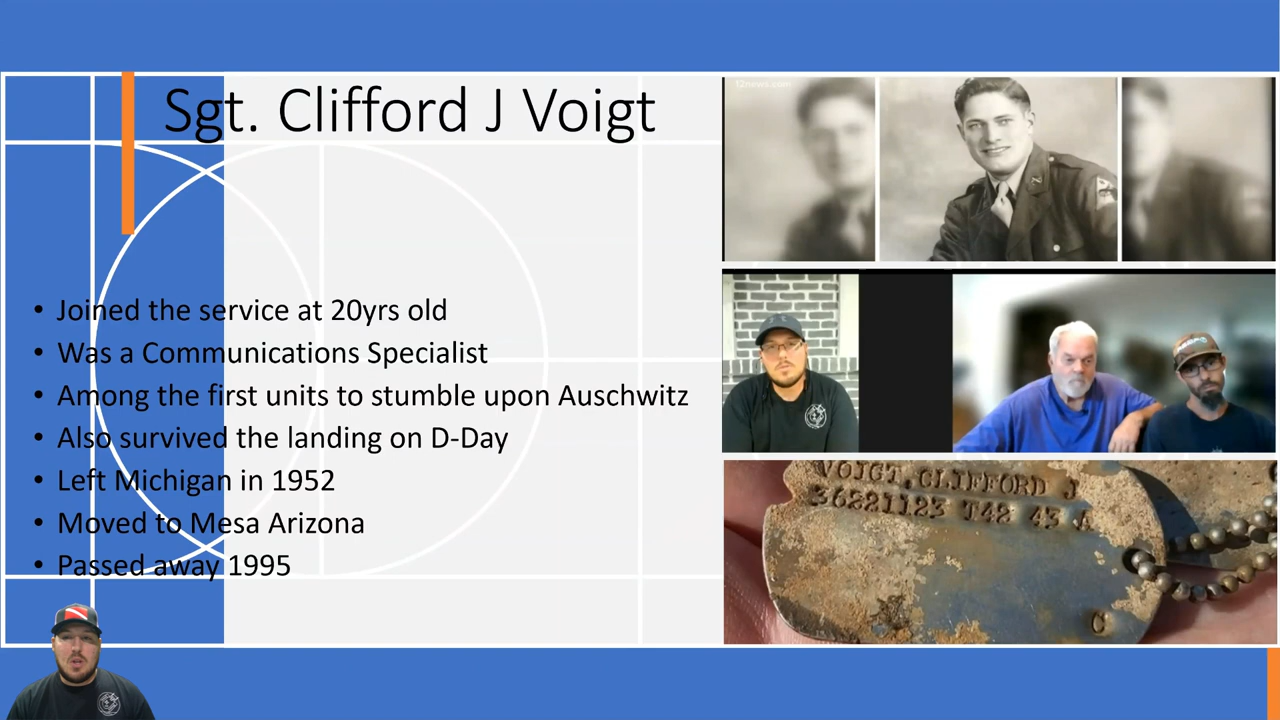 Sgt. Clifford J Voigt
• Joined the service at 20yrs old
• Was a Communications Specialist
• Among the first units to stumble upon Auschwitz
• Also survived the landing on D-Day
• Left Michigan in 1952
• Moved to Mesa Arizona
• Passed away 1995
12news.com
VOIGT,CLIFFORD J
36221123 T42 43 A
C